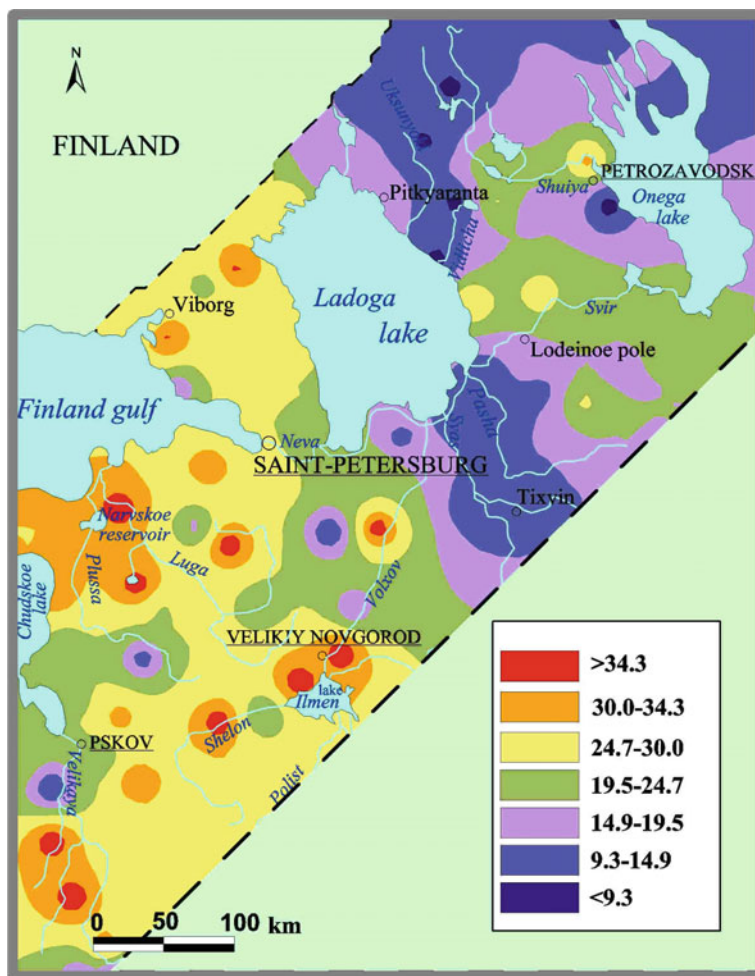 N
FINLAND
Uksunyoki
PETROZAVODSK
Shuiya
Onega
lake
Pitkyaranta
Vidlicha
Ladoga
lake
Svir
Viborg
Lodeinoe pole
Finland gulf
Neva
SAINT-PETERSBURG
Pasha
Syas
Tixvin
Narvskoe
reservoir
Luga
Plussa
Chudskoe
lake
Volxov
VELIKIY NOVGOROD
lake
Ilmen
Shelon
PSKOV
Velikaya
Polist
>34.3
30.0-34.3
24.7-30.0
19.5-24.7
14.9-19.5
9.3-14.9
<9.3
0 50 100
km